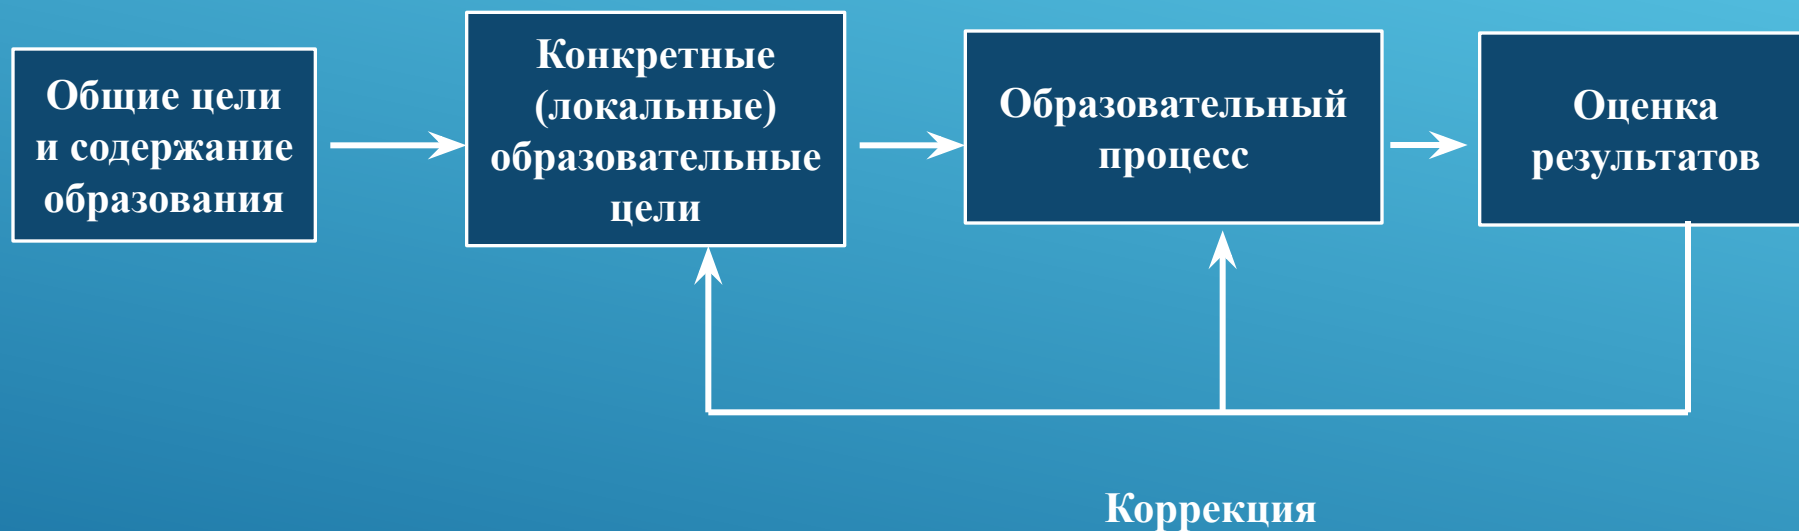 Общие цели
и содержание
образования
Конкретные
(локальные)
образовательные
цели
Образовательный
процесс
Оценка
результатов
Коррекция